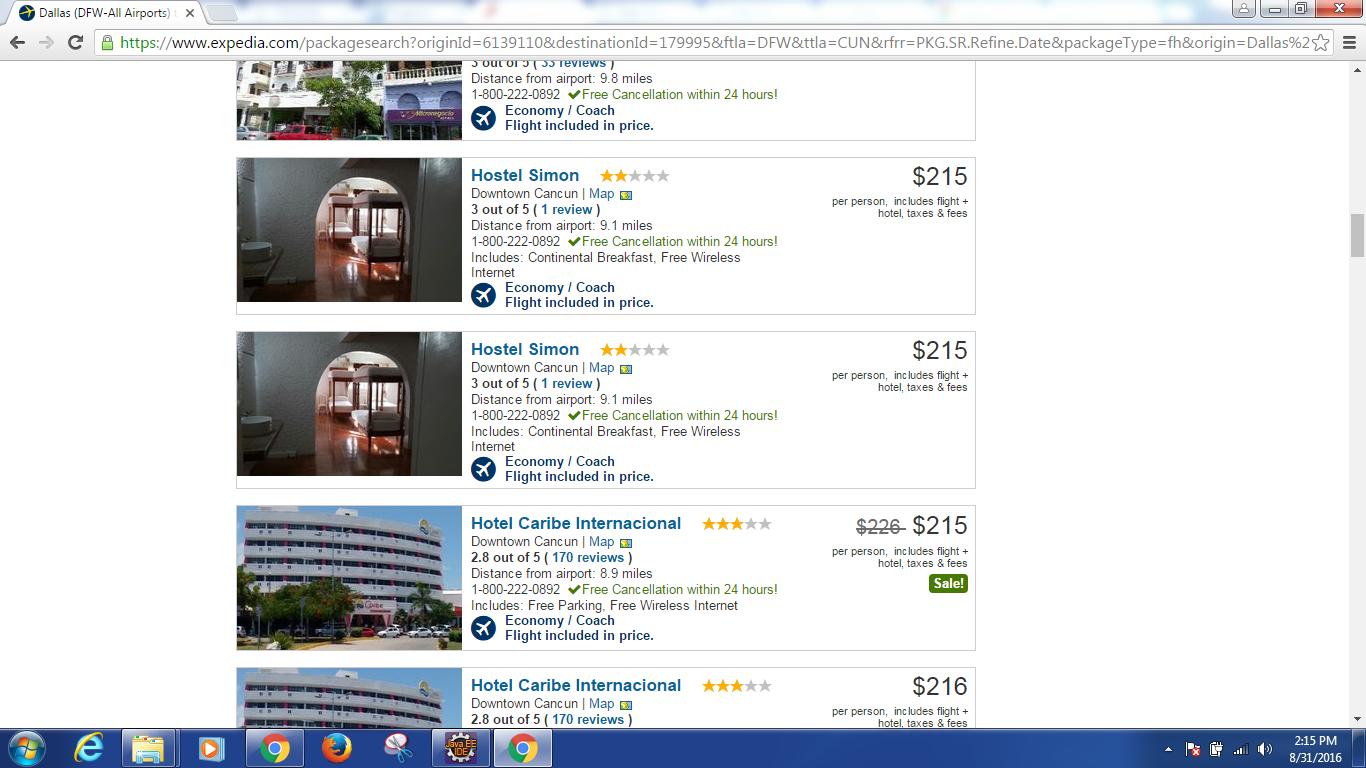 Dallas (DFW-All Airports)
https://www.expedia.com/packagesearch?originId=6139110&destinationId=179995&ftla=DFW&ttla=CUN&rfrr=PKG.SR.Refine.Date&packageType=fh&origin=Dallas%2
3 out of 5 ( 33 reviews )
Distance from airport: 9.8 miles
1-800-222-0892 ✔Free Cancellation within 24 hours!
Economy / Coach
Flight included in price.
Micronegocio
Hostel Simon
$215
Downtown Cancun | Map
per person, includes flight +
hotel, taxes & fees
3 out of 5 ( 1 review )
Distance from airport: 9.1 miles
1-800-222-0892 ✔Free Cancellation within 24 hours!
Includes: Continental Breakfast, Free Wireless
Internet
Economy / Coach
Flight included in price.
Hostel Simon
$215
Downtown Cancun | Map
per person, includes flight +
hotel, taxes & fees
3 out of 5 ( 1 review )
Distance from airport: 9.1 miles
1-800-222-0892 ✔Free Cancellation within 24 hours!
Includes: Continental Breakfast, Free Wireless
Internet
Economy / Coach
Flight included in price.
Hotel Caribe Internacional
$226 $215
Downtown Cancun | Map
per person, includes flight +
hotel, taxes & fees
2.8 out of 5 ( 170 reviews )
Distance from airport: 8.9 miles
Sale!
1-800-222-0892 ✔Free Cancellation within 24 hours!
Includes: Free Parking, Free Wireless Internet
Economy / Coach
Flight included in price.
Caribe
Hotel Caribe Internacional
$216
Downtown Cancun | Map
per person, includes flight +
hotel, taxes & fees
2.8 out of 5 ( 170 reviews )
Java EE
IDE
2:15 PM
8/31/2016